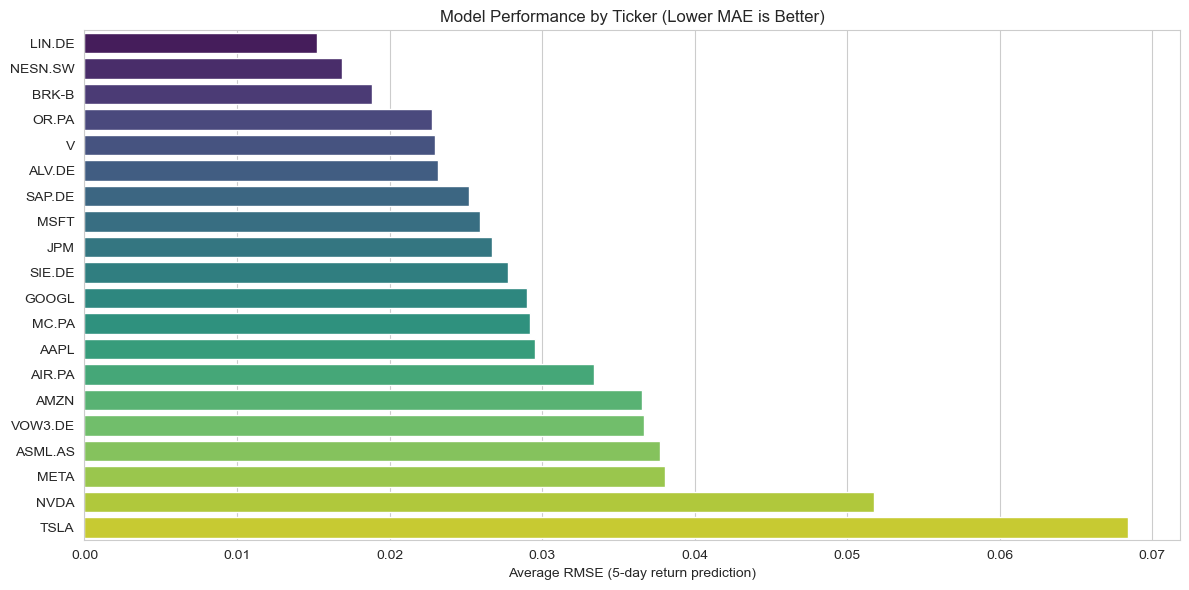 Model Performance by Ticker (Lower MAE is Better)
LIN.DE
NESN.SW
BRK-B
OR.PA
V
ALV.DE
SAP.DE
MSFT
JPM
SIE.DE
GOOGL
MC.PA
AAPL
AIR.PA
AMZN
VOW3.DE
ASML.AS
META
NVDA
TSLA
0.00 0.01 0.02 0.03 0.04 0.05 0.06 0.07
Average RMSE (5-day return prediction)